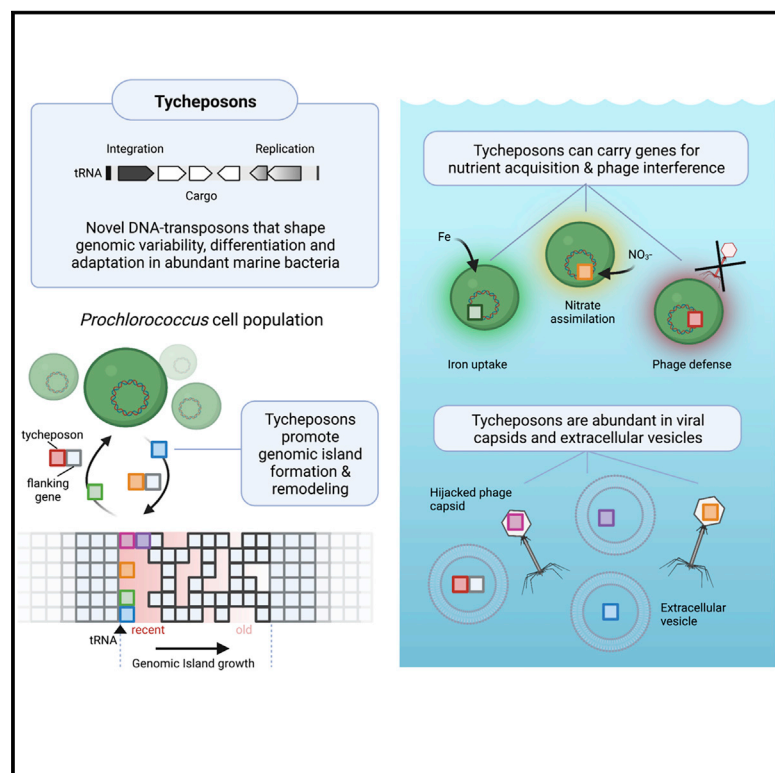 Tycheposons
Integration
Replication
tRNA
Cargo
Novel DNA-transposons that shape
genomic variability, differentiation and
adaptation in abundant marine bacteria
Prochlorococcus cell population
tycheposon
flanking
gene
Tycheposons
promote
genomic island
formation &
remodeling
tRNA
recent
old
Genomic Island growth
Tycheposons can carry genes for
nutrient acquisition & phage interference
Fe
NO₃-
Iron uptake
Nitrate
assimilation
Phage defense
Tycheposons are abundant in viral
capsids and extracellular vesicles
Hijacked phage
capsid
Extracellular
vesicle